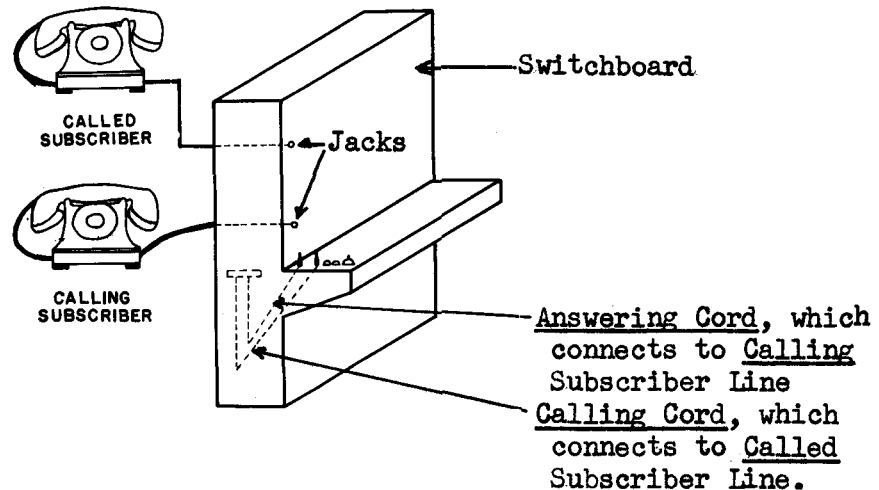 Switchboard
CALLED
SUBSCRIBER
Jacks
CALLING
SUBSCRIBER
Answering Cord, which
connects to Calling
Subscriber Line
Calling Cord, which
connects to Called
Subscriber Line.